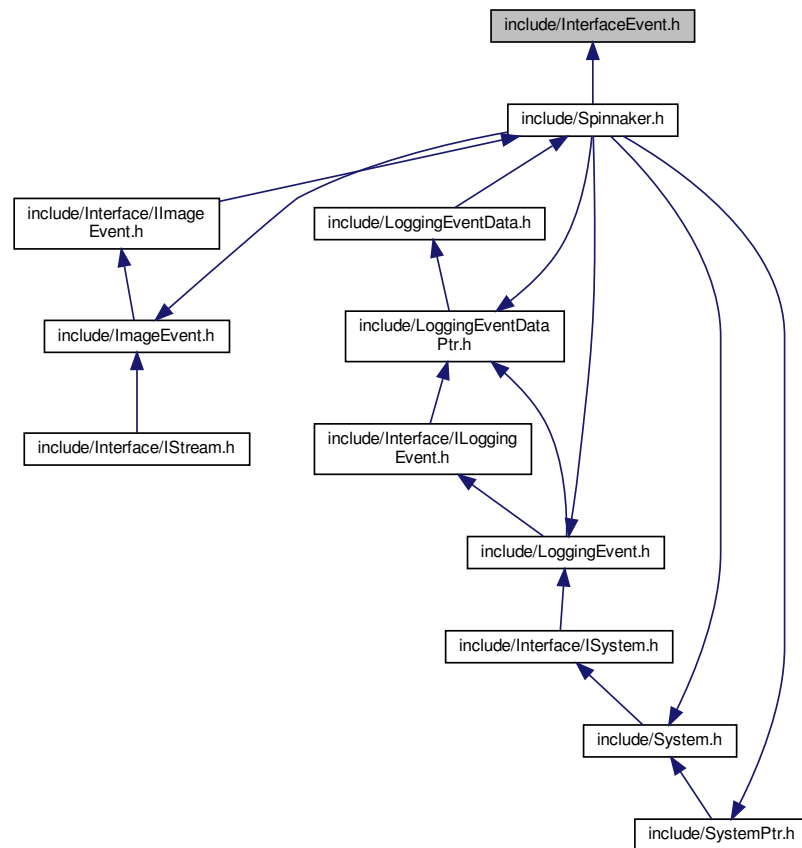 include/InterfaceEvent.h
include/Spinnaker.h
include/Interface/IImage
Event.h
include/LoggingEventData.h
include/ImageEvent.h
include/LoggingEventData
Ptr.h
include/Interface/IStream.h
include/Interface/ILogging
Event.h
include/LoggingEvent.h
include/Interface/ISystem.h
include/System.h
include/SystemPtr.h